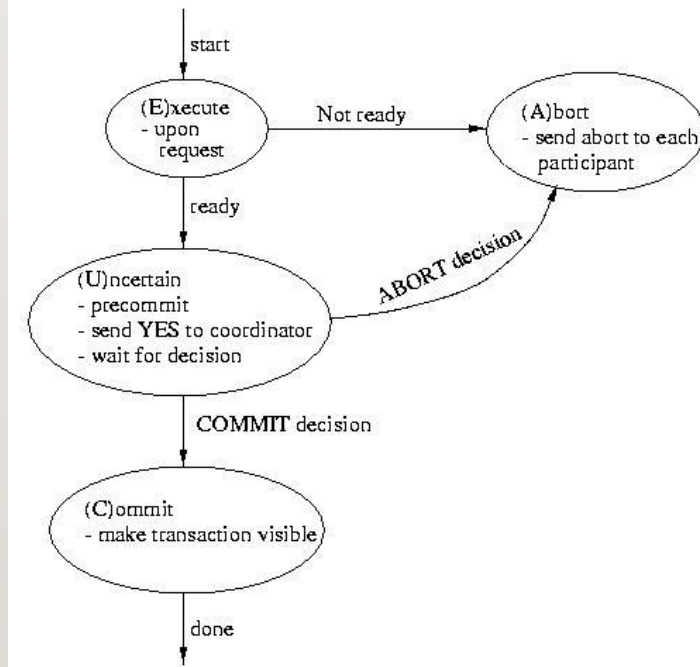 start
(E)xecute
- upon
request
Not ready
(A)bort
- send abort to each
participant
ready
(U)ncertain
- precommit
- send YES to coordinator
- wait for decision
ABORT decision
COMMIT decision
(C)ommit
- make transaction visible
done